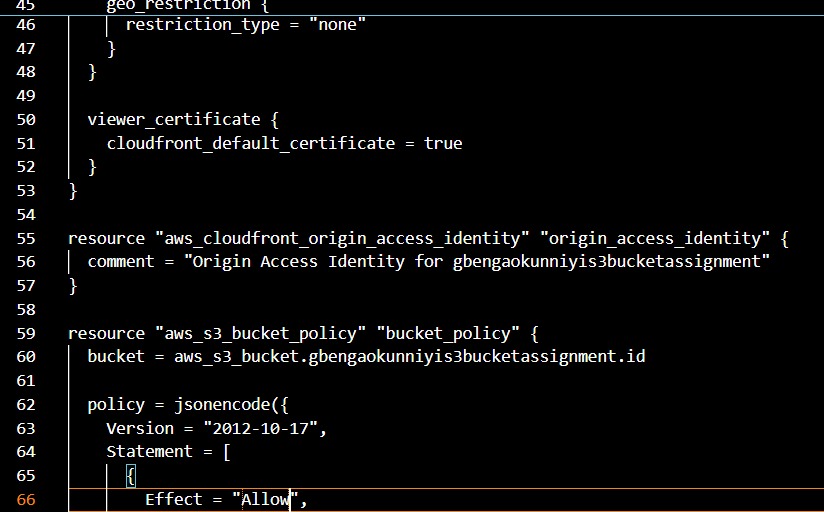 45 geo_restriction {
46 restriction_type = "none"
47 }
48 }
49
50 viewer_certificate {
51 cloudfront_default_certificate = true
52 }
53 }
54
55 resource "aws_cloudfront_origin_access_identity" "origin_access_identity" {
56 comment = "Origin Access Identity for gbengaokunniyis3bucketassignment"
57 }
58
59 resource "aws_s3_bucket_policy" "bucket_policy" {
60 bucket = aws_s3_bucket.gbengaokunniyis3bucketassignment.id
61
62 policy = jsonencode({
63 Version = "2012-10-17",
64 Statement = [
65 {
66 Effect = "Allow",